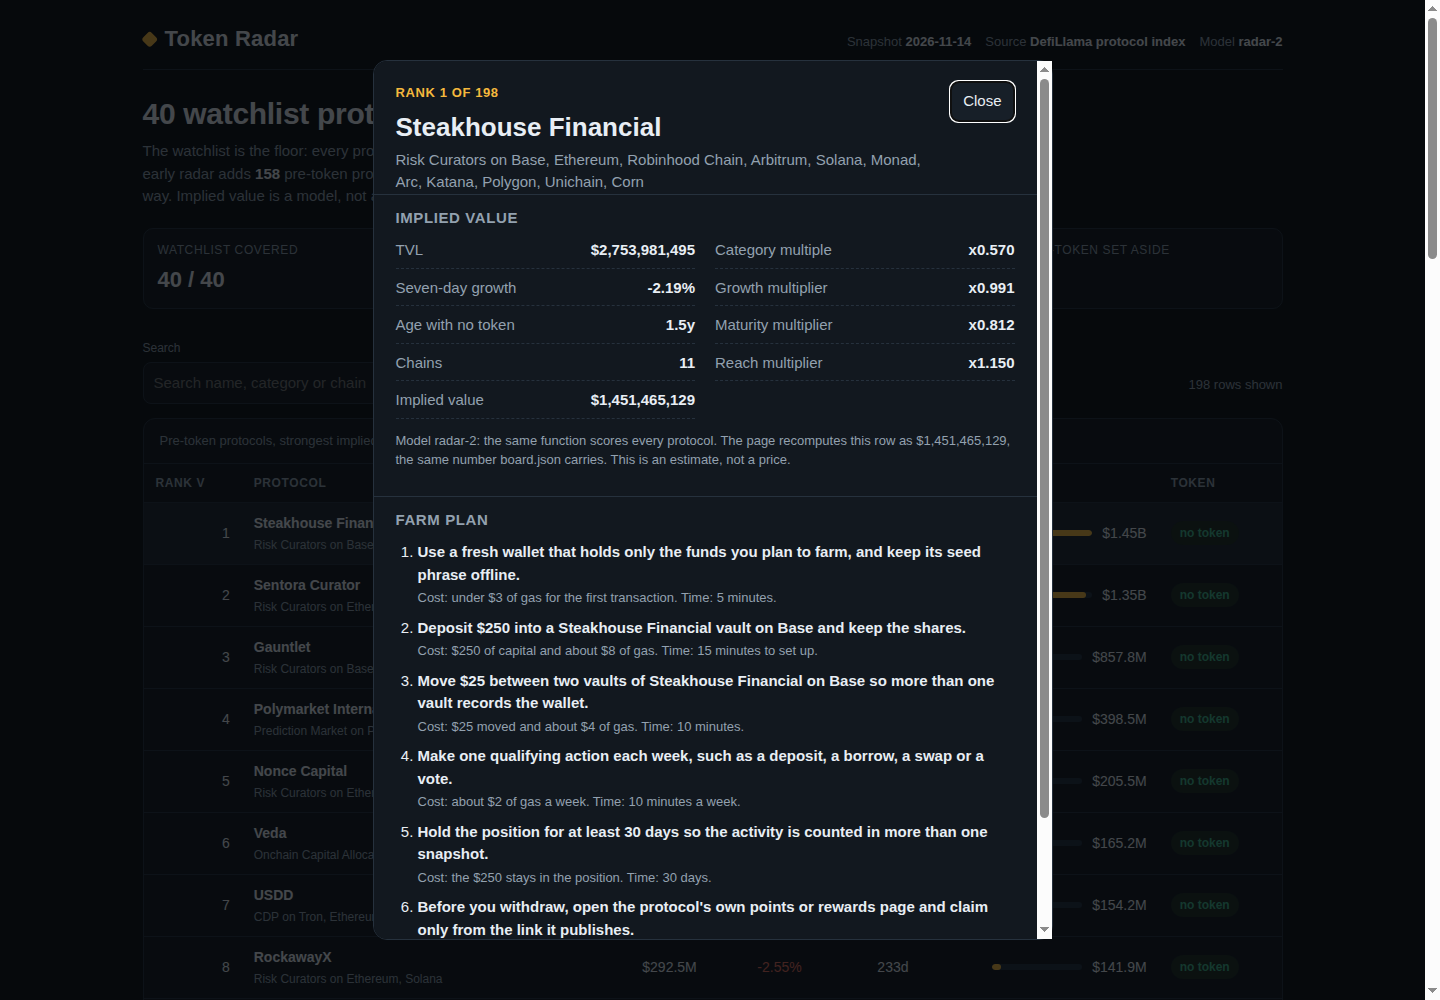 Token Radar
Snapshot 2026-11-14 Source DefiLlama protocol index Model radar-2
40 watchlist prot
The watchlist is the floor: every pro
early radar adds 158 pre-token pro
way. Implied value is a model, not a
WATCHLIST COVERED
40 / 40
TOKEN SET ASIDE
Search
Search name, category or chain
198 rows shown
Pre-token protocols, strongest implied
RANK V PROTOCOL TOKEN
1 Steakhouse Finan $1.45B no token
Risk Curators on Base
2 Sentora Curator $1.35B no token
Risk Curators on Ether
3 Gauntlet $857.8M no token
Risk Curators on Base
4 Polymarket Interna $398.5M no token
Prediction Market on P
5 Nonce Capital $205.5M no token
Risk Curators on Ether
6 Veda $165.2M no token
Onchain Capital Alloca
7 USDD $154.2M no token
CDP on Tron, Ethereu
8 RockawayX $292.5M -2.55% 233d $141.9M no token
Risk Curators on Ethereum, Solana
RANK 1 OF 198
Close
Steakhouse Financial
Risk Curators on Base, Ethereum, Robinhood Chain, Arbitrum, Solana, Monad,
Arc, Katana, Polygon, Unichain, Corn
IMPLIED VALUE
TVL $2,753,981,495 Category multiple x0.570
Seven-day growth -2.19% Growth multiplier x0.991
Age with no token 1.5y Maturity multiplier x0.812
Chains 11 Reach multiplier x1.150
Implied value $1,451,465,129
Model radar-2: the same function scores every protocol. The page recomputes this row as $1,451,465,129,
the same number board.json carries. This is an estimate, not a price.
FARM PLAN
1. Use a fresh wallet that holds only the funds you plan to farm, and keep its seed
phrase offline.
Cost: under $3 of gas for the first transaction. Time: 5 minutes.
2. Deposit $250 into a Steakhouse Financial vault on Base and keep the shares.
Cost: $250 of capital and about $8 of gas. Time: 15 minutes to set up.
3. Move $25 between two vaults of Steakhouse Financial on Base so more than one
vault records the wallet.
Cost: $25 moved and about $4 of gas. Time: 10 minutes.
4. Make one qualifying action each week, such as a deposit, a borrow, a swap or a
vote.
Cost: about $2 of gas a week. Time: 10 minutes a week.
5. Hold the position for at least 30 days so the activity is counted in more than one
snapshot.
Cost: the $250 stays in the position. Time: 30 days.
6. Before you withdraw, open the protocol's own points or rewards page and claim
only from the link it publishes.